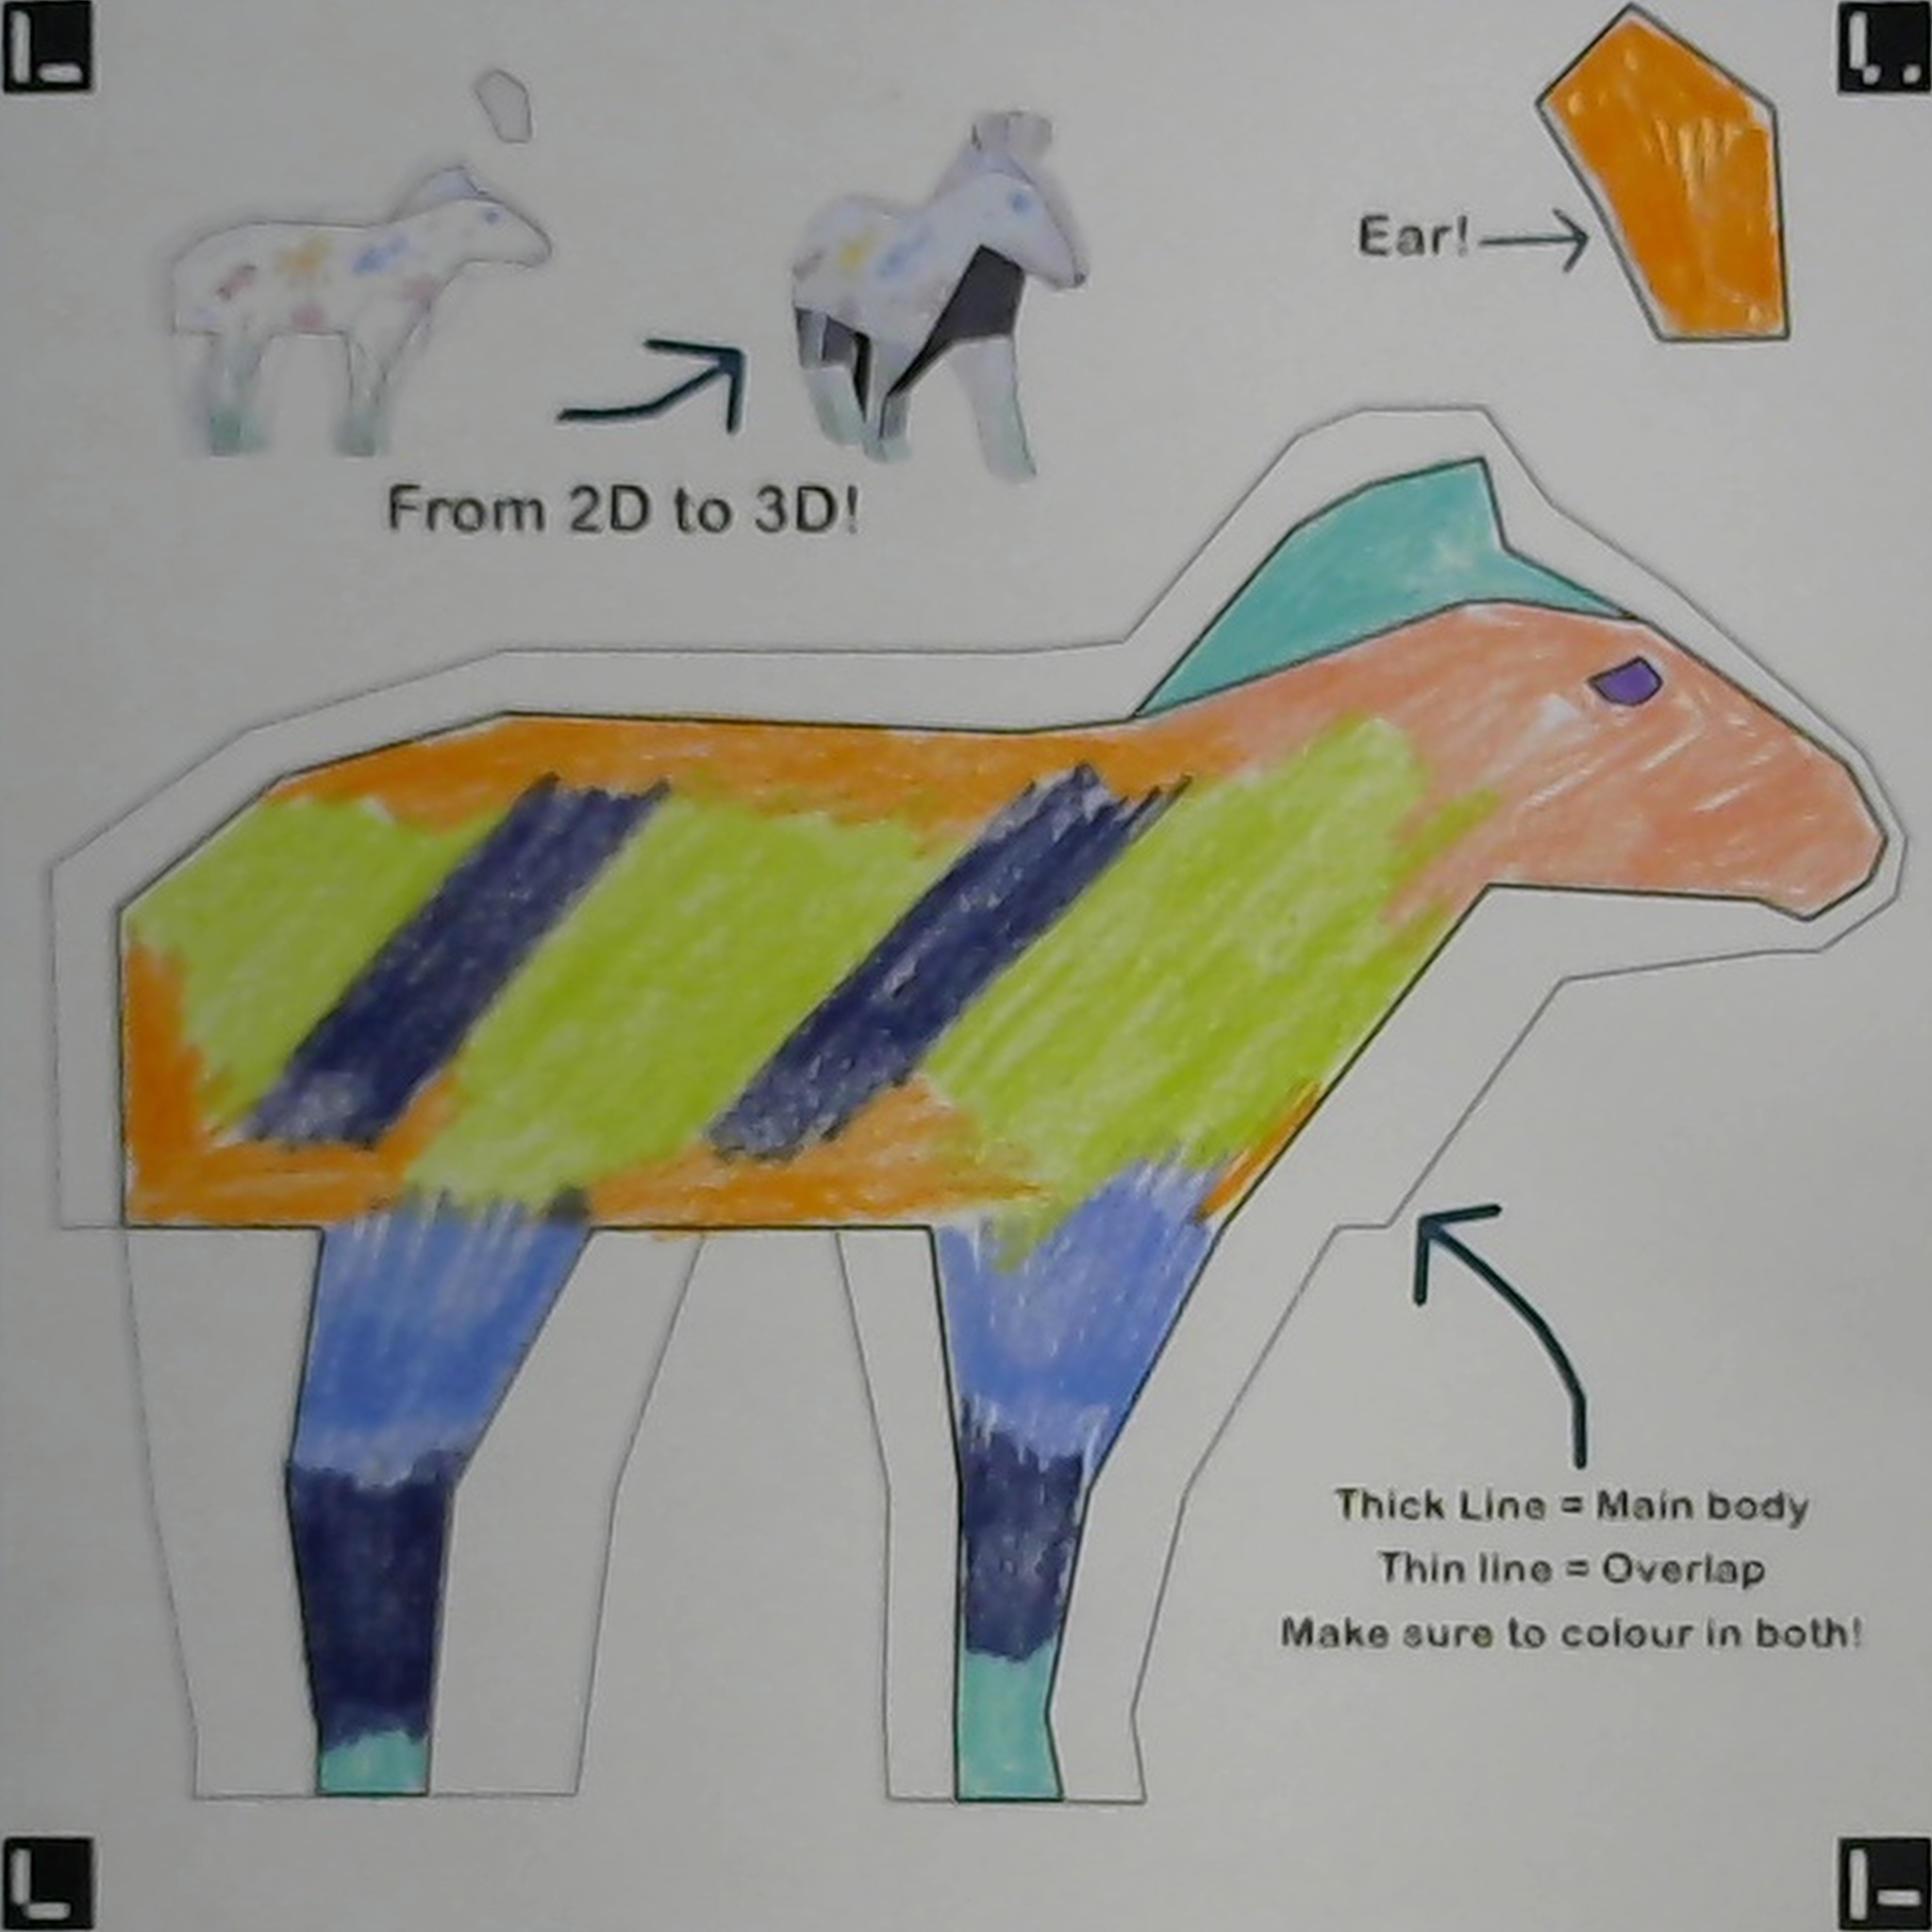 Ear!
From 2D to 3D!
Thick Line = Main body
Thin line = Overlap
Make sure to colour in both!